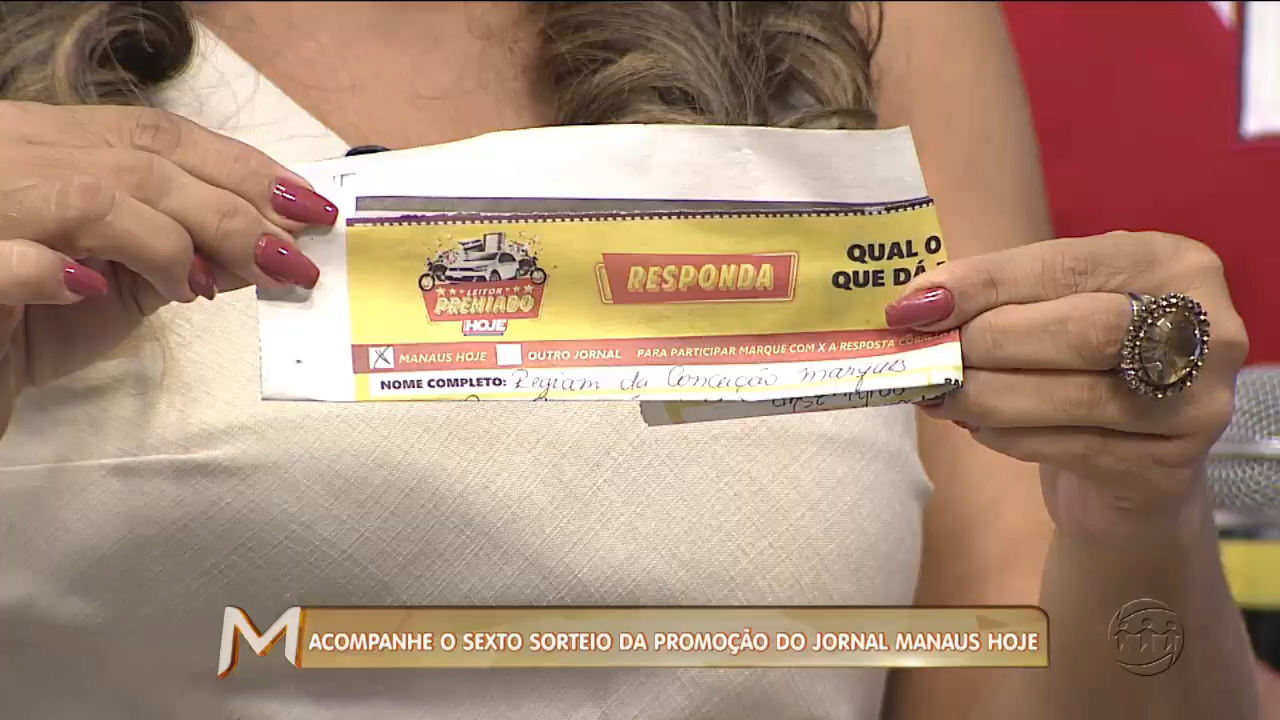 QUAL O
QUE DÁ
RESPONDA
LEITOR
PREMIADO
HOJE
X MANAUS HOJE OUTRO JORNAL PARA PARTICIPAR MARQUE COM X A RESPOSTA CORRETA
NOME COMPLETO: Regiam da Conceição marques
M ACOMPANHE O SEXTO SORTEIO DA PROMOÇÃO DO JORNAL MANAUS HOJE